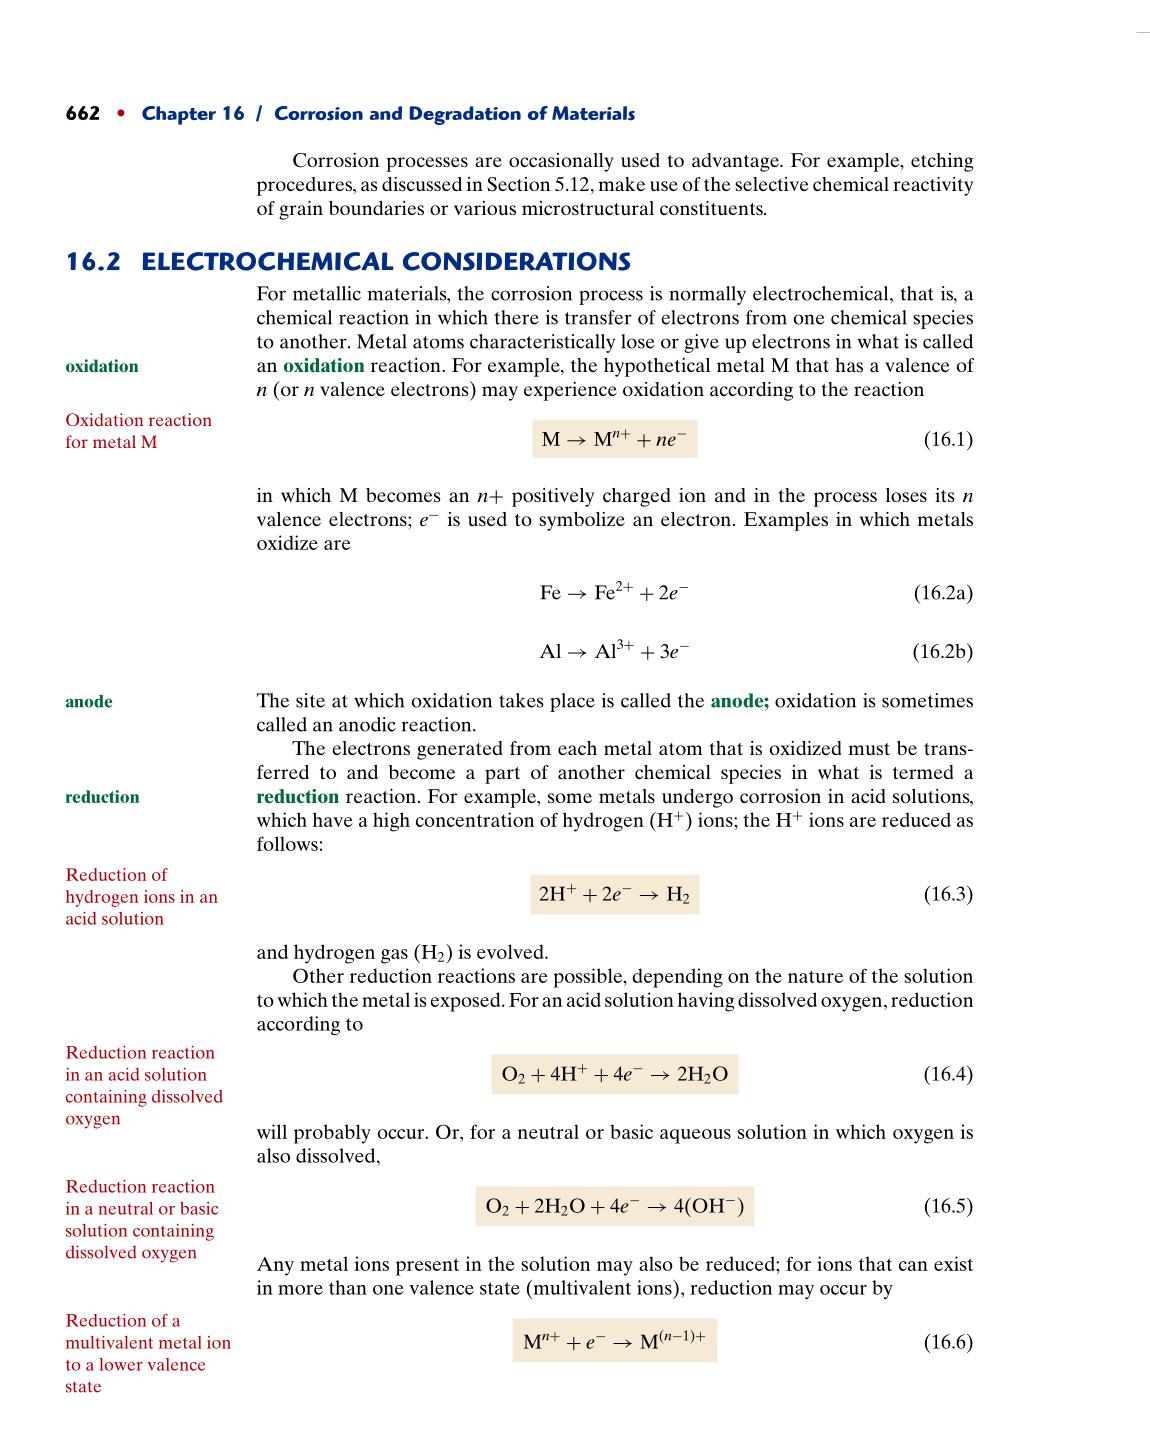 662 • Chapter 16 / Corrosion and Degradation of Materials
Corrosion processes are occasionally used to advantage. For example, etching
procedures, as discussed in Section 5.12, make use of the selective chemical reactivity
of grain boundaries or various microstructural constituents.
16.2 ELECTROCHEMICAL CONSIDERATIONS
For metallic materials, the corrosion process is normally electrochemical, that is, a
chemical reaction in which there is transfer of electrons from one chemical species
to another. Metal atoms characteristically lose or give up electrons in what is called
oxidation
an oxidation reaction. For example, the hypothetical metal M that has a valence of
n (or n valence electrons) may experience oxidation according to the reaction
Oxidation reaction
for metal M
M → Mⁿ⁺ + ne⁻ (16.1)
in which M becomes an n+ positively charged ion and in the process loses its n
valence electrons; e⁻ is used to symbolize an electron. Examples in which metals
oxidize are
Fe → Fe²⁺ + 2e⁻ (16.2a)
Al → Al³⁺ + 3e⁻ (16.2b)
anode
The site at which oxidation takes place is called the anode; oxidation is sometimes
called an anodic reaction.
The electrons generated from each metal atom that is oxidized must be trans-
ferred to and become a part of another chemical species in what is termed a
reduction
reduction reaction. For example, some metals undergo corrosion in acid solutions,
which have a high concentration of hydrogen (H⁺) ions; the H⁺ ions are reduced as
follows:
Reduction of
hydrogen ions in an
acid solution
2H⁺ + 2e⁻ → H₂ (16.3)
and hydrogen gas (H₂) is evolved.
Other reduction reactions are possible, depending on the nature of the solution
to which the metal is exposed. For an acid solution having dissolved oxygen, reduction
according to
Reduction reaction
in an acid solution
containing dissolved
oxygen
O₂ + 4H⁺ + 4e⁻ → 2H₂O (16.4)
will probably occur. Or, for a neutral or basic aqueous solution in which oxygen is
also dissolved,
Reduction reaction
in a neutral or basic
solution containing
dissolved oxygen
O₂ + 2H₂O + 4e⁻ → 4(OH⁻) (16.5)
Any metal ions present in the solution may also be reduced; for ions that can exist
in more than one valence state (multivalent ions), reduction may occur by
Reduction of a
multivalent metal ion
to a lower valence
state
Mⁿ⁺ + e⁻ → M⁽ⁿ⁻¹⁾⁺ (16.6)